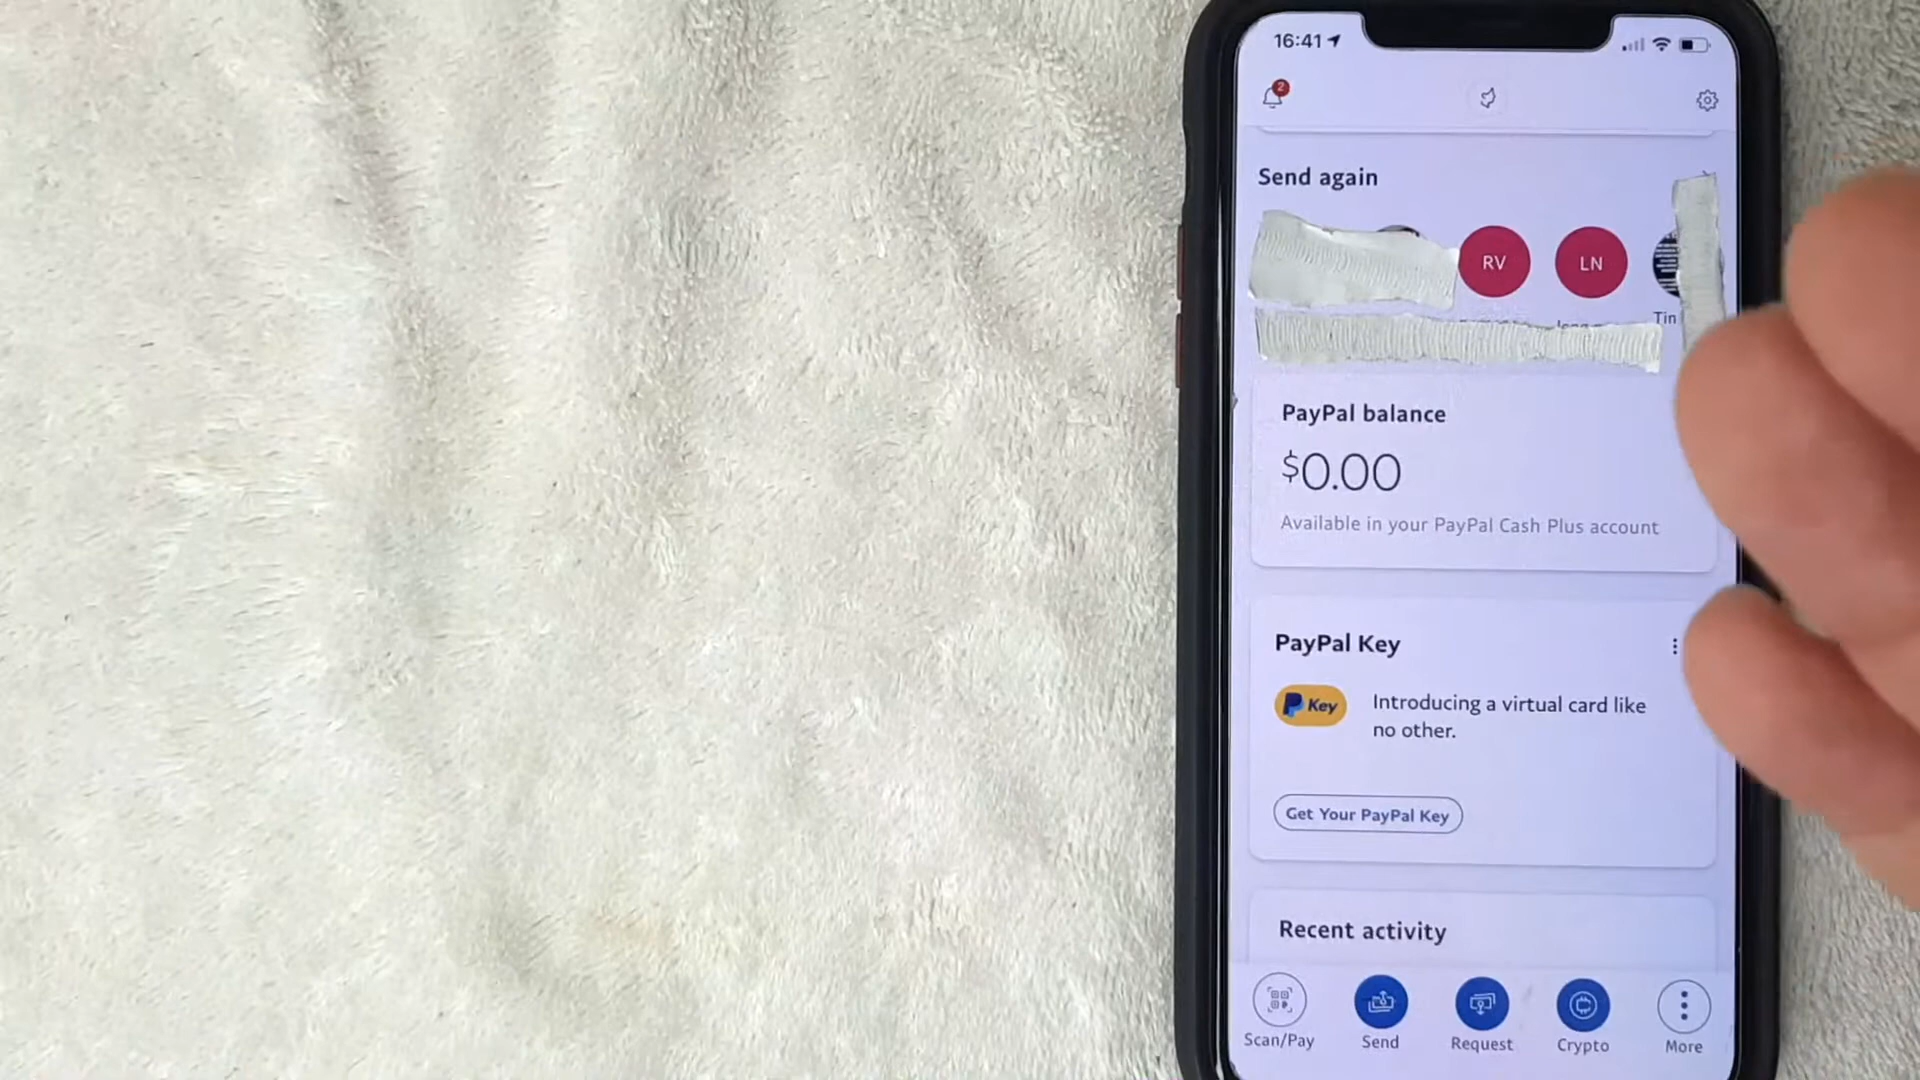 16:41
2
Send again
RV
LN
Tin
PayPal balance
$0.00
Available in your PayPal Cash Plus account
PayPal Key
P Key
Introducing a virtual card like
no other.
Get Your PayPal Key
Recent activity
Scan/Pay
Send
Request
Crypto
More